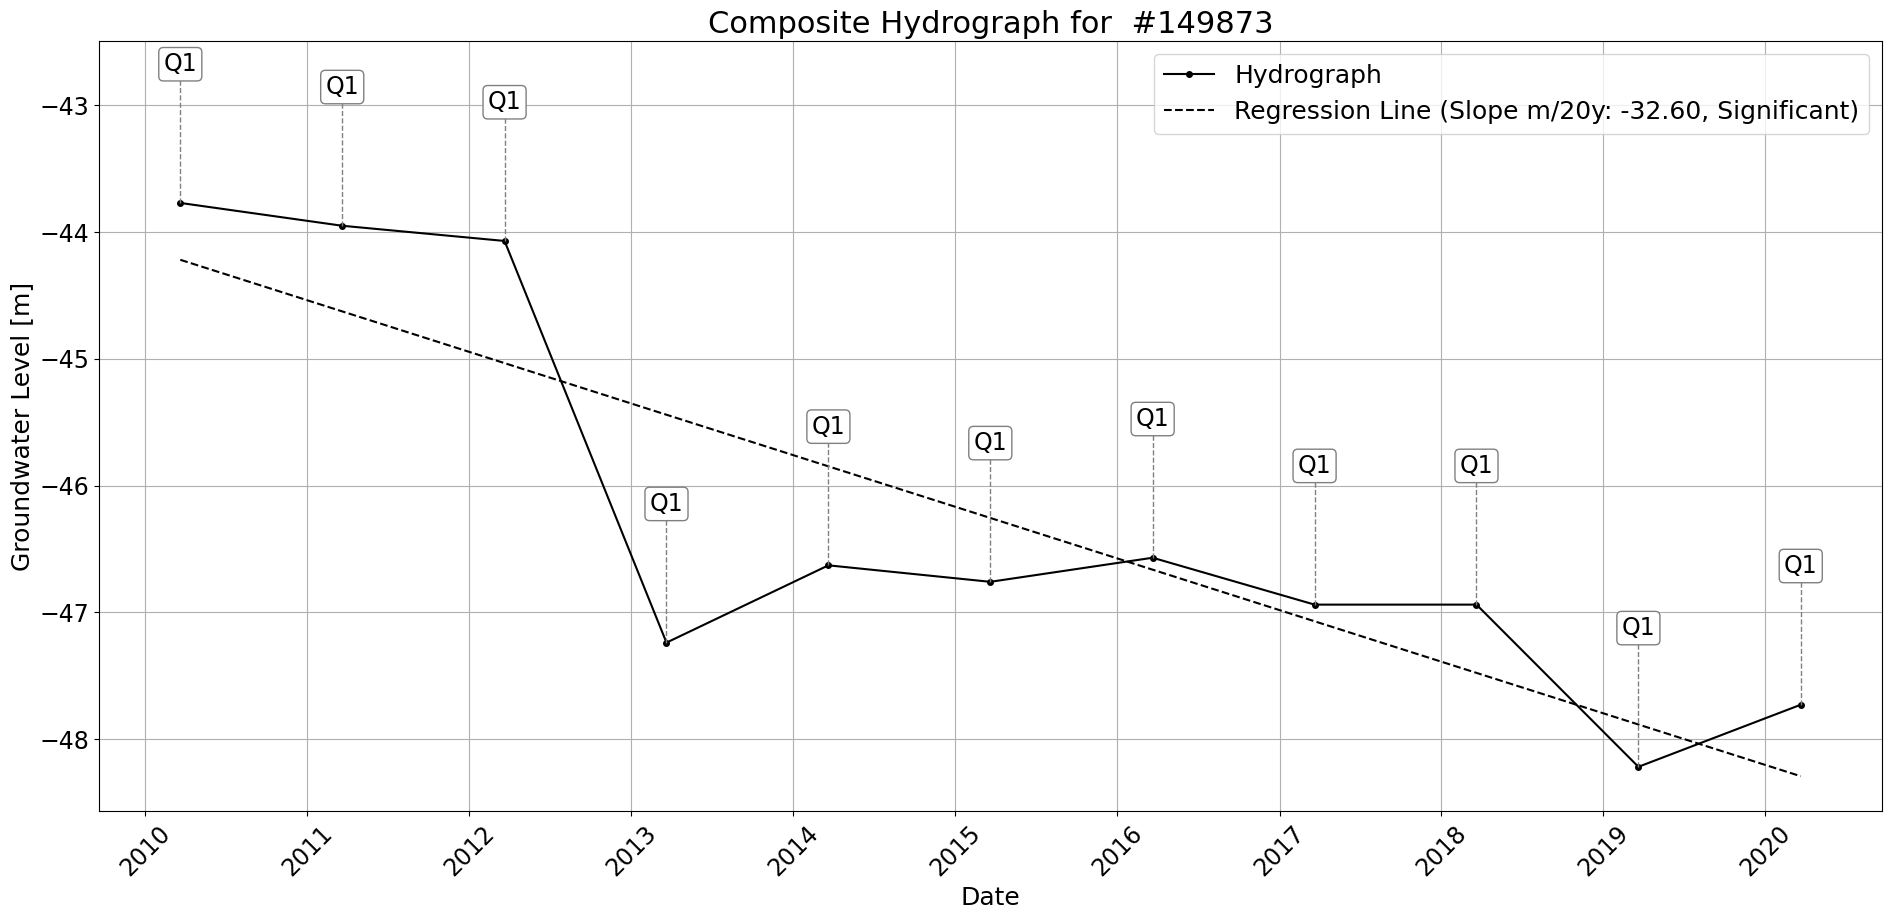 Composite Hydrograph for  #149873
Hydrograph
Regression Line (Slope m/20y: -32.60, Significant)
Q1
Q1
Q1
Q1
Q1
Q1
Q1
Q1
Q1
Q1
Q1
Groundwater Level [m]
−43
−44
−45
−46
−47
−48
2010
2011
2012
2013
2014
2015
2016
2017
2018
2019
2020
Date